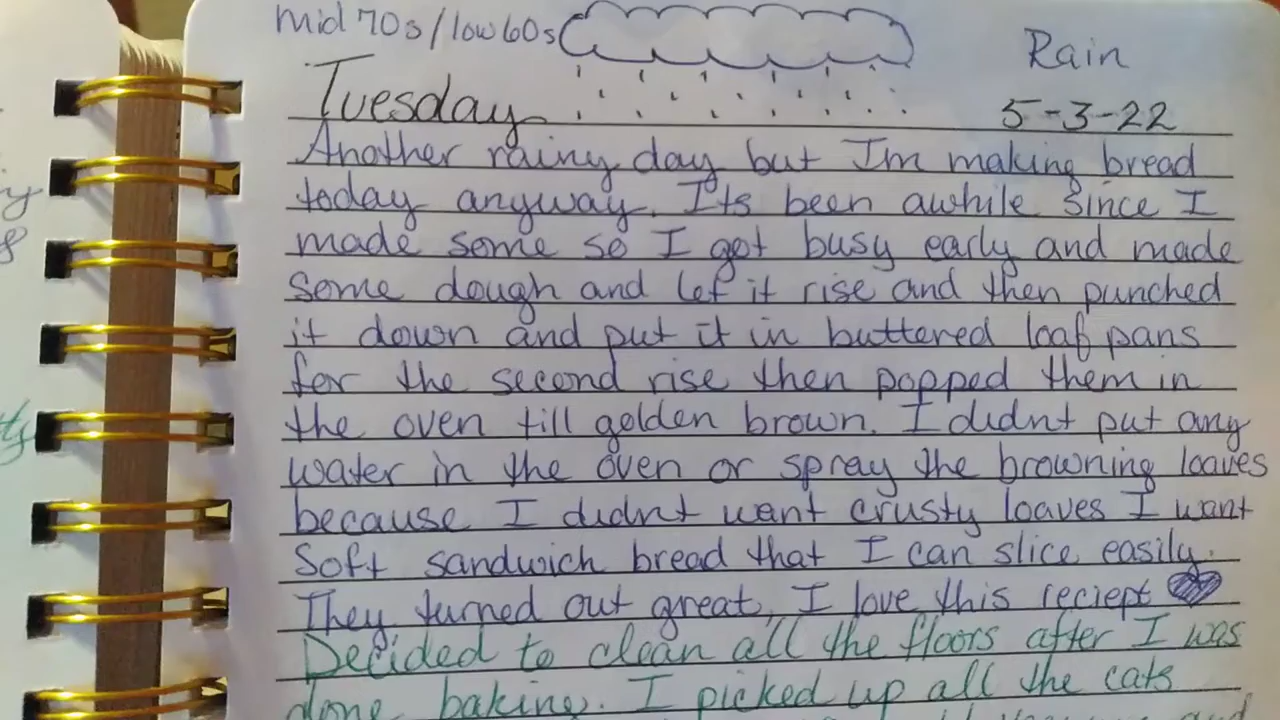 mid 70s/low 60s
Rain
Tuesday
5-3-22
Another rainy day but Im making bread
today anyway. Its been awhile since I
made some so I got busy early and made
some dough and let it rise and then punched
it down and put it in buttered loaf pans
for the second rise then popped them in
the oven till golden brown. I didnt put any
water in the oven or spray the browning loaves
because I didnt want crusty loaves I want
soft sandwich bread that I can slice easily.
They turned out great, I love this reciept
Decided to clean all the floors after I was
done baking. I picked up all the cats